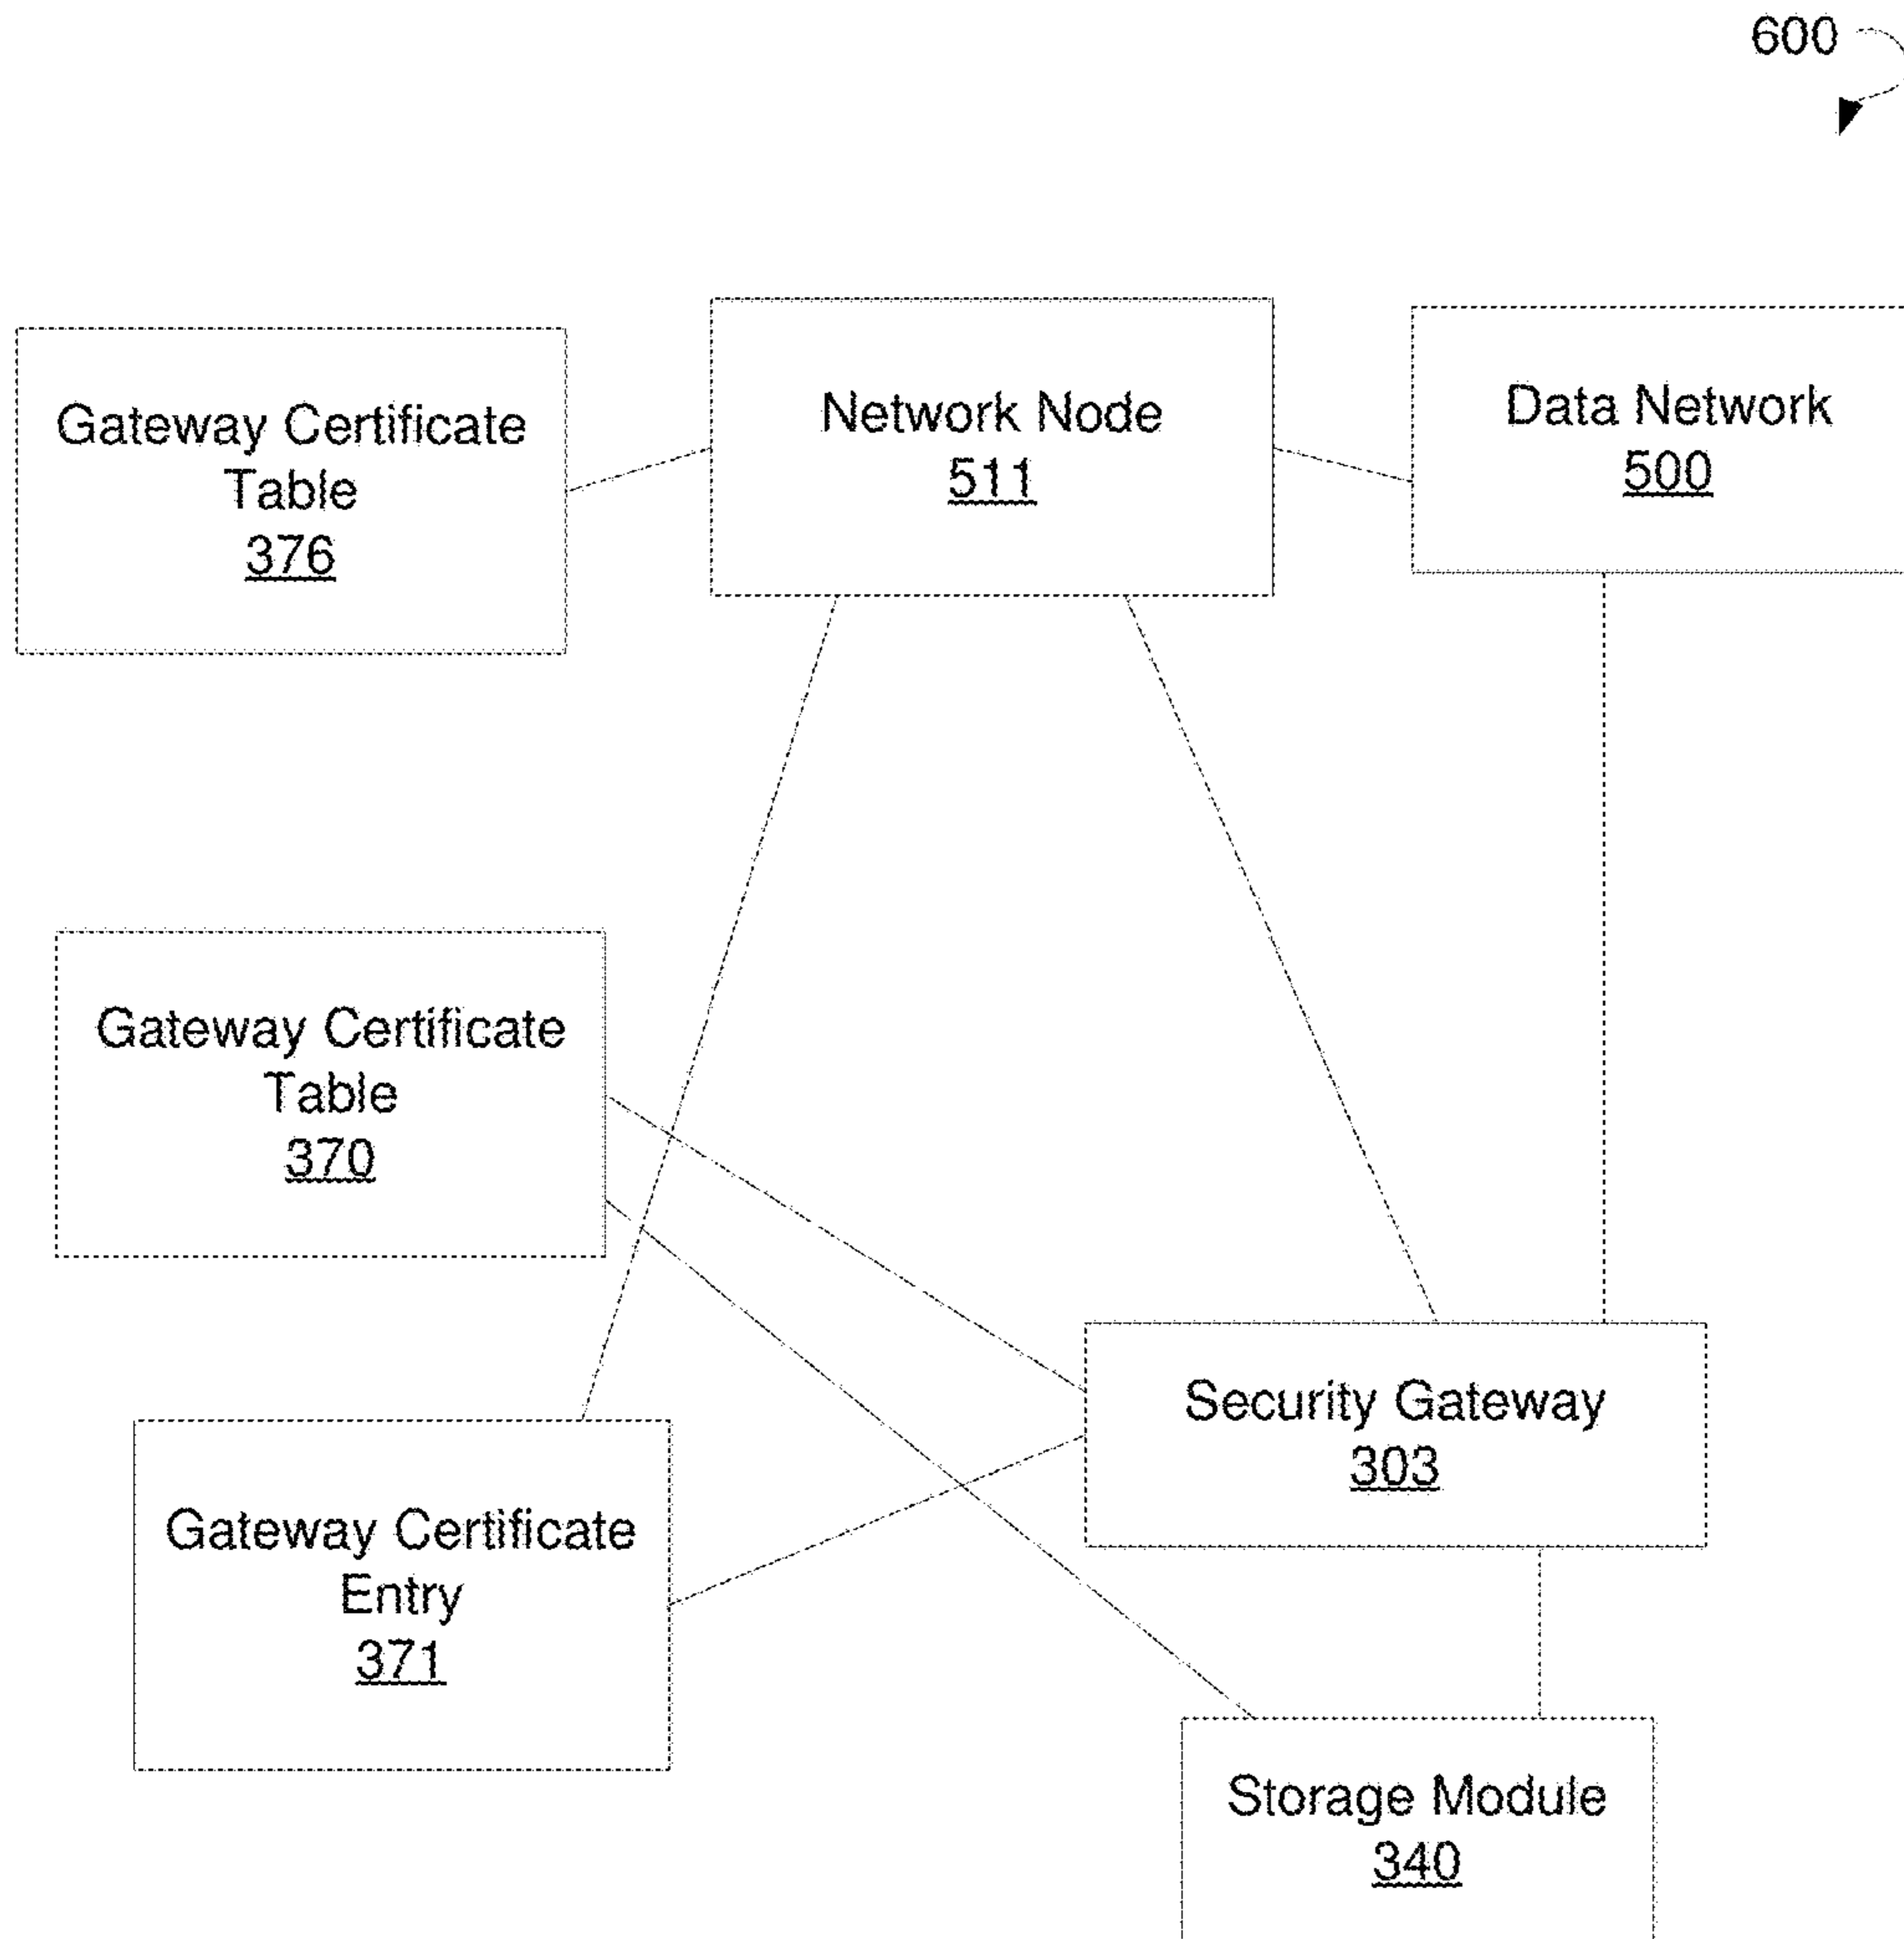 600
Gateway Certificate
Table
376
Network Node
511
Data Network
500
Gateway Certificate
Table
370
Security Gateway
303
Gateway Certificate
Entry
371
Storage Module
340